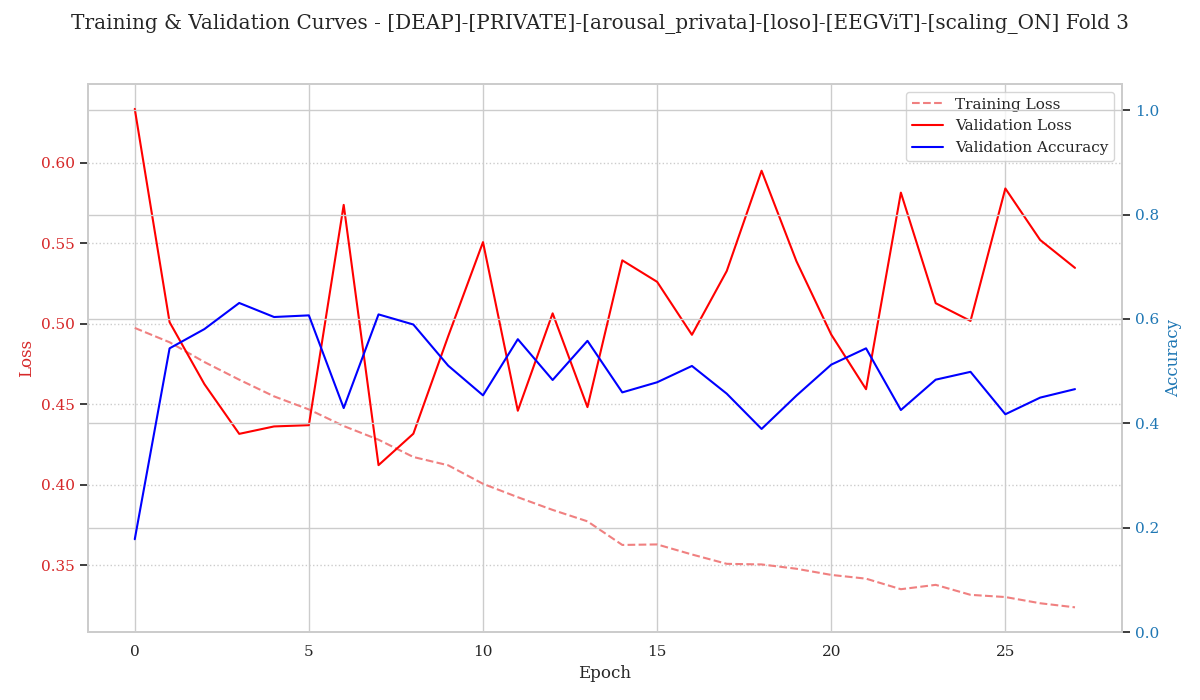 Training & Validation Curves - [DEAP]-[PRIVATE]-[arousal_privata]-[loso]-[EEGViT]-[scaling_ON] Fold 3
Training Loss
Validation Loss
Validation Accuracy
Loss
0.60
0.55
0.50
0.45
0.40
0.35
1.0
0.8
0.6
0.4
0.2
0.0
Accuracy
0
5
10
15
20
25
Epoch